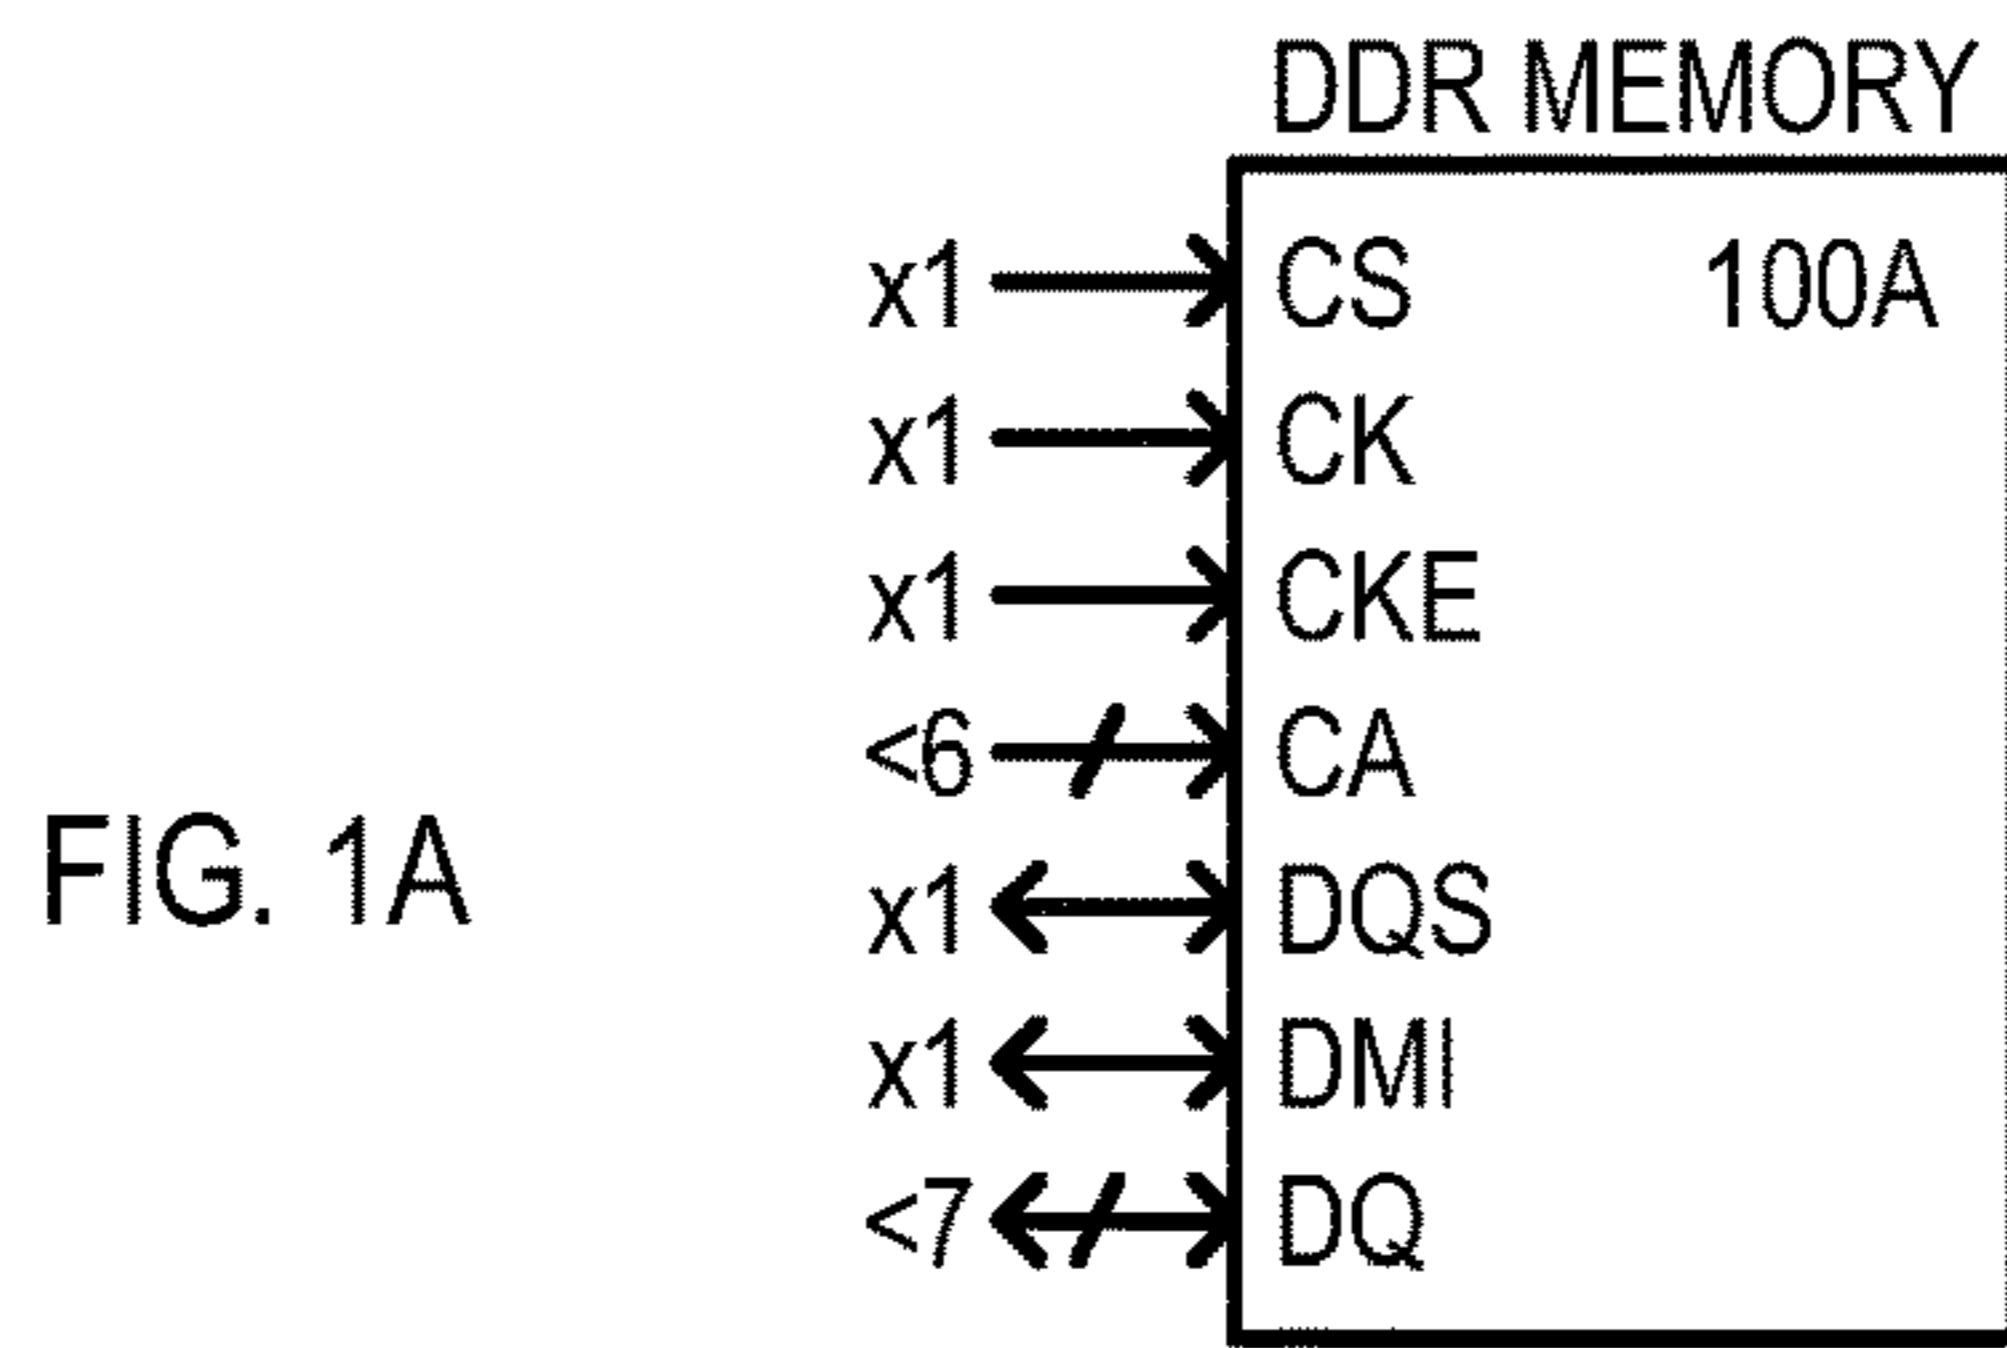 DDR MEMORY
x1 CS 100A
x1 CK
x1 CKE
<6 CA
x1 DQS
FIG. 1A
x1 DMI
<7 DQ